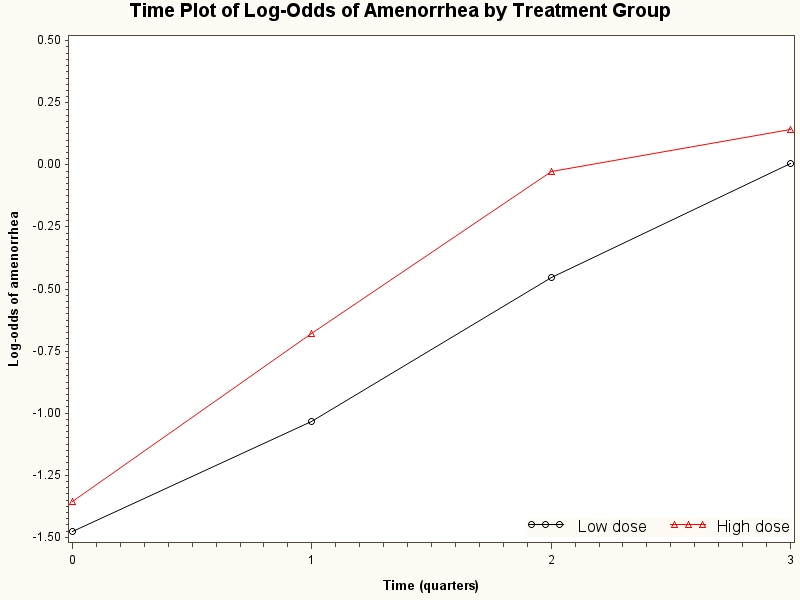 Time Plot of Log-Odds of Amenorrhea by Treatment Group
0.50
0.25
0.00
-0.25
-0.50
-0.75
-1.00
-1.25
-1.50
Log-odds of amenorrhea
Low dose High dose
0 1 2 3
Time (quarters)